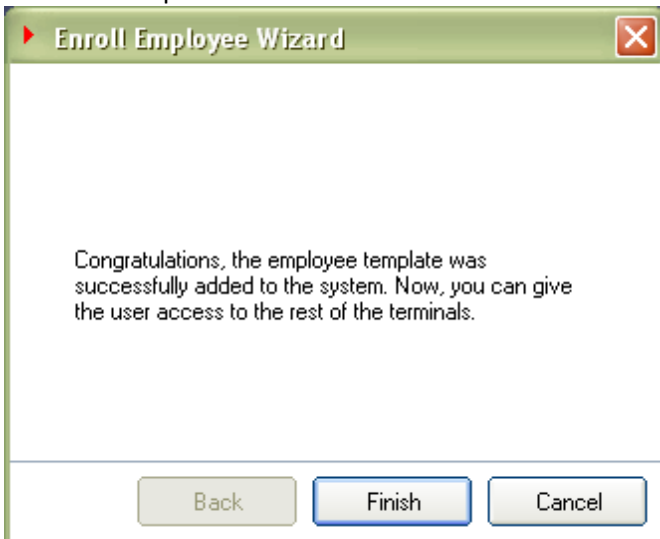 Enroll Employee Wizard
Congratulations, the employee template was
successfully added to the system. Now, you can give
the user access to the rest of the terminals.
Back Finish Cancel